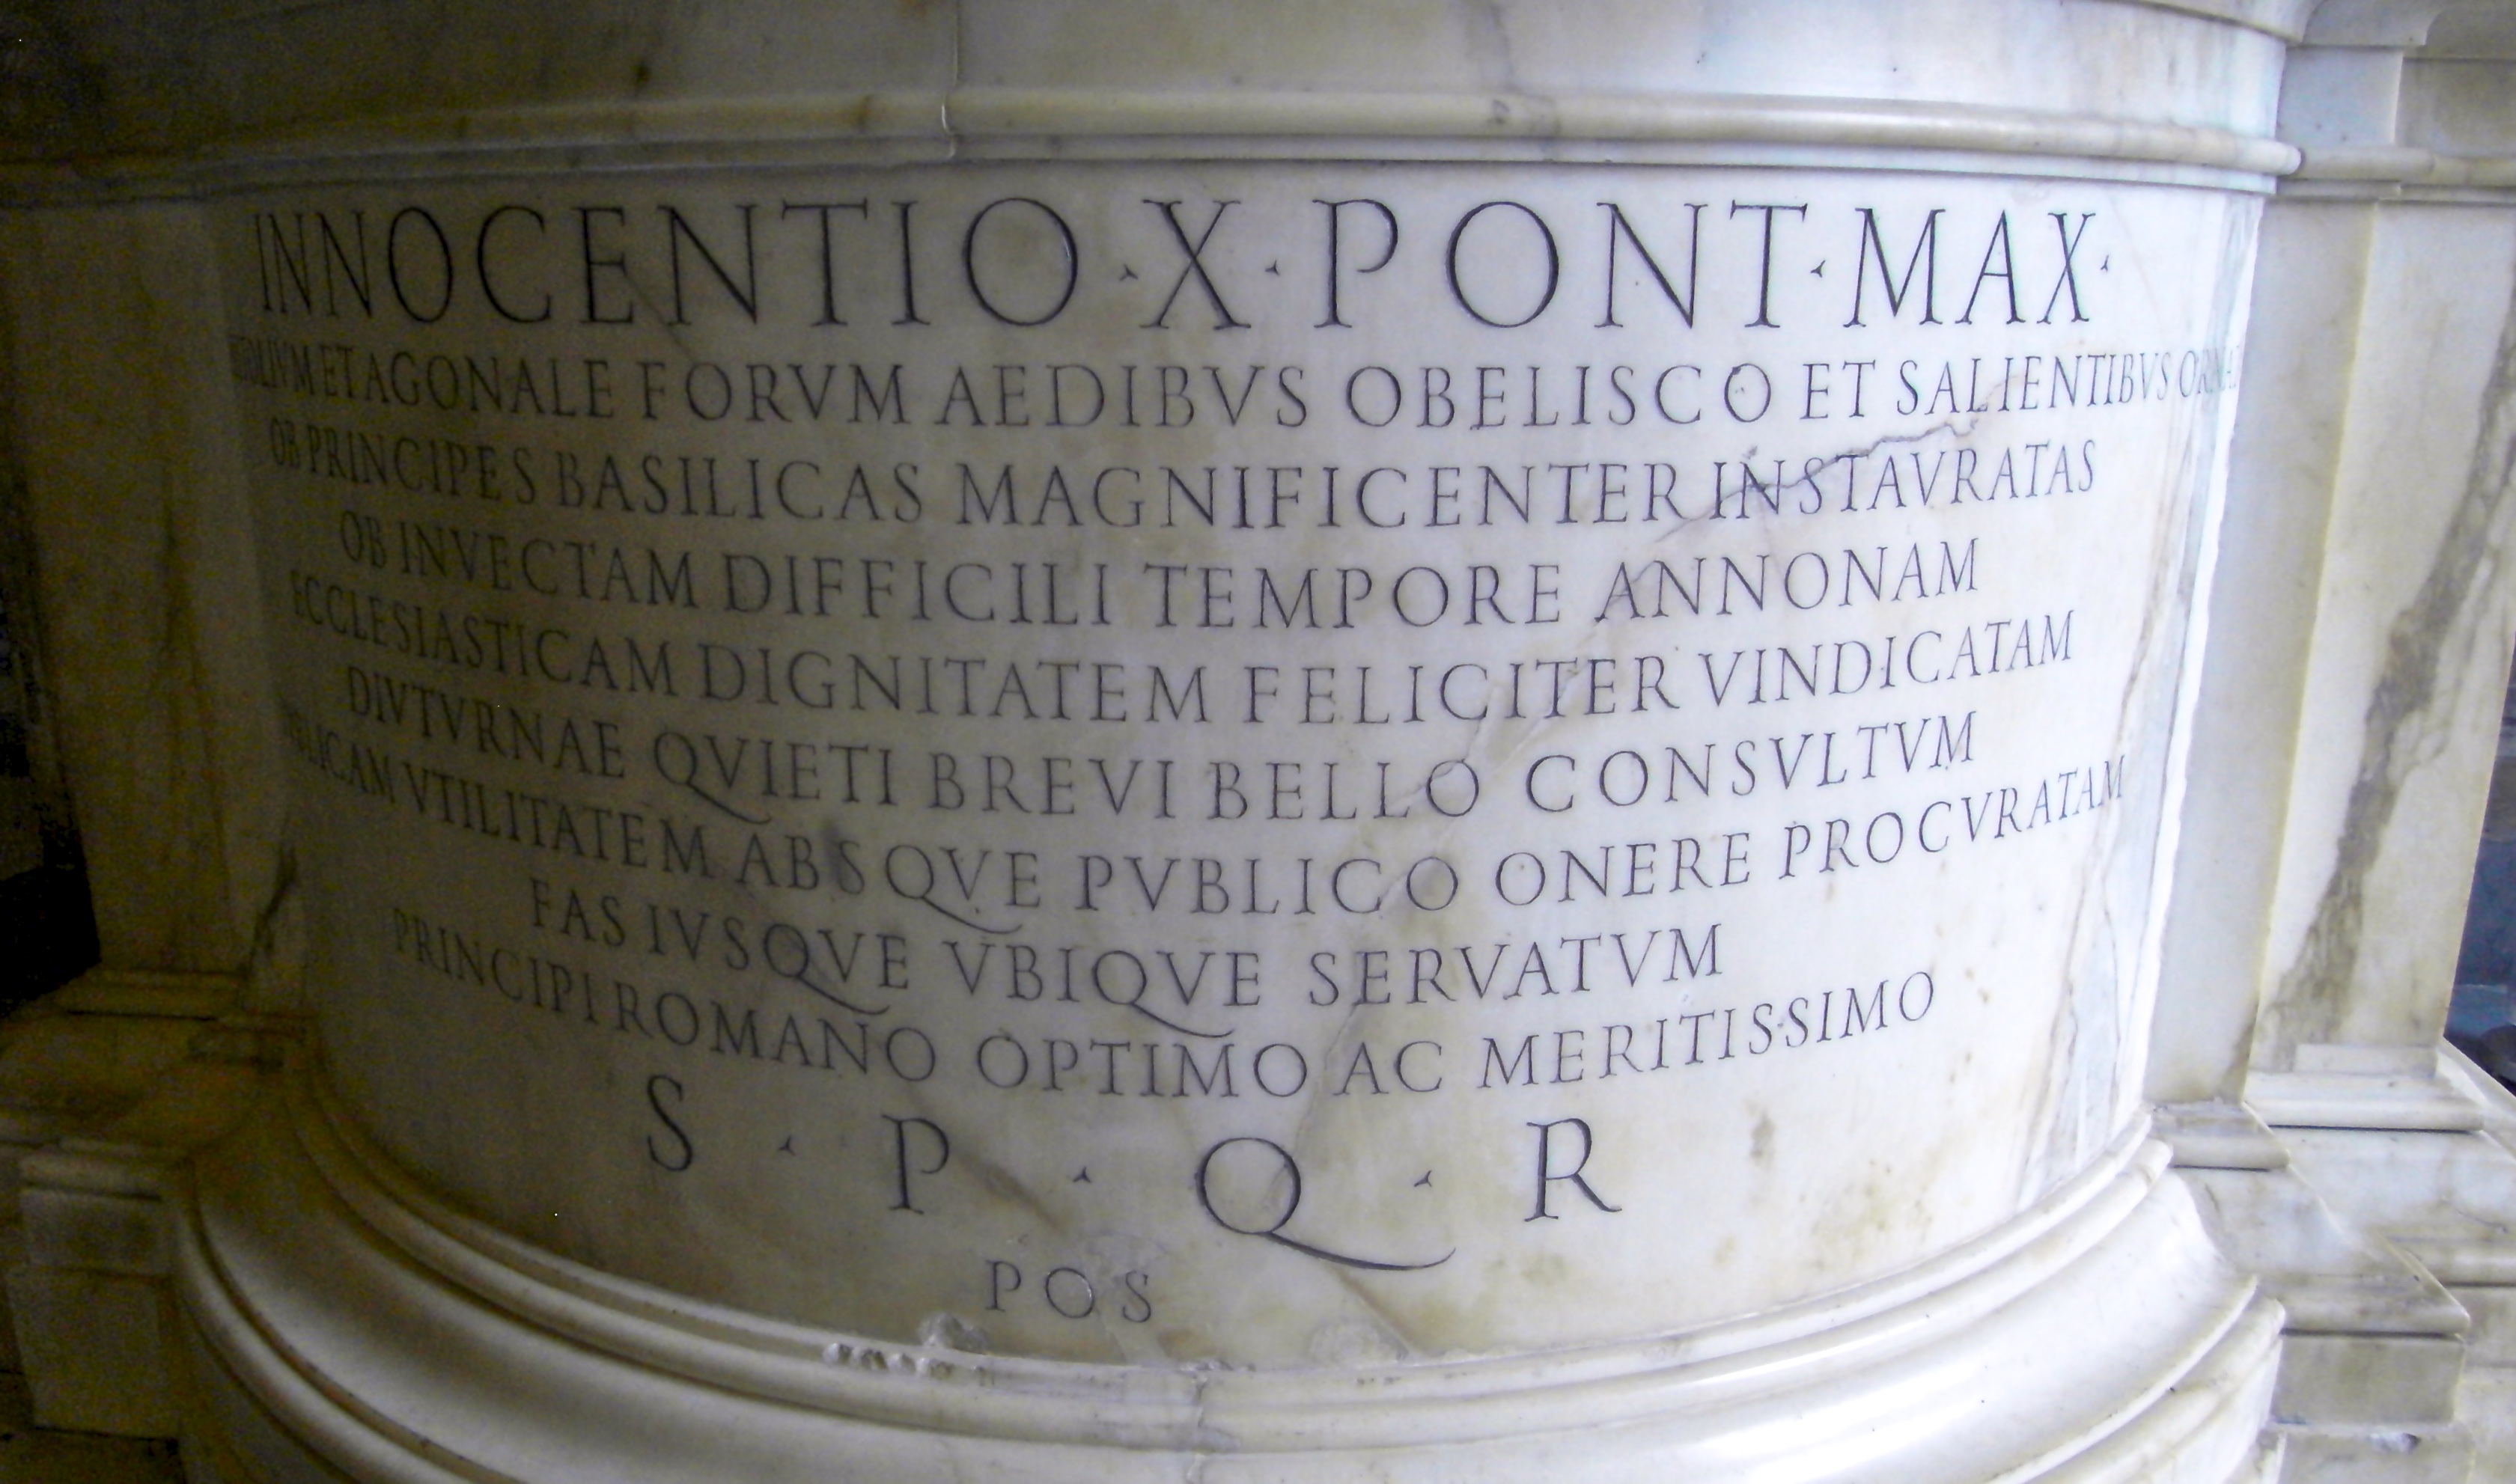 INNOCENTIO · X · PONT · MAX ·
ET AGONALE FORVM AEDIBVS OBELISCO ET SALIENTIBVS
OB PRINCIPES BASILICAS MAGNIFICENTER INSTAVRATAS
OB INVECTAM DIFFICILI TEMPORE ANNONAM
ECCLESIASTICAM DIGNITATEM FELICITER VINDICATAM
DIVTVRNAE QVIETI BREVI BELLO CONSVLTVM
VTILITATEM ABSQVE PVBLICO ONERE PROCVRATAM
FAS IVSQVE VBIQVE SERVATVM
PRINCIPI ROMANO OPTIMO AC MERITISSIMO
S · P · Q · R
POS